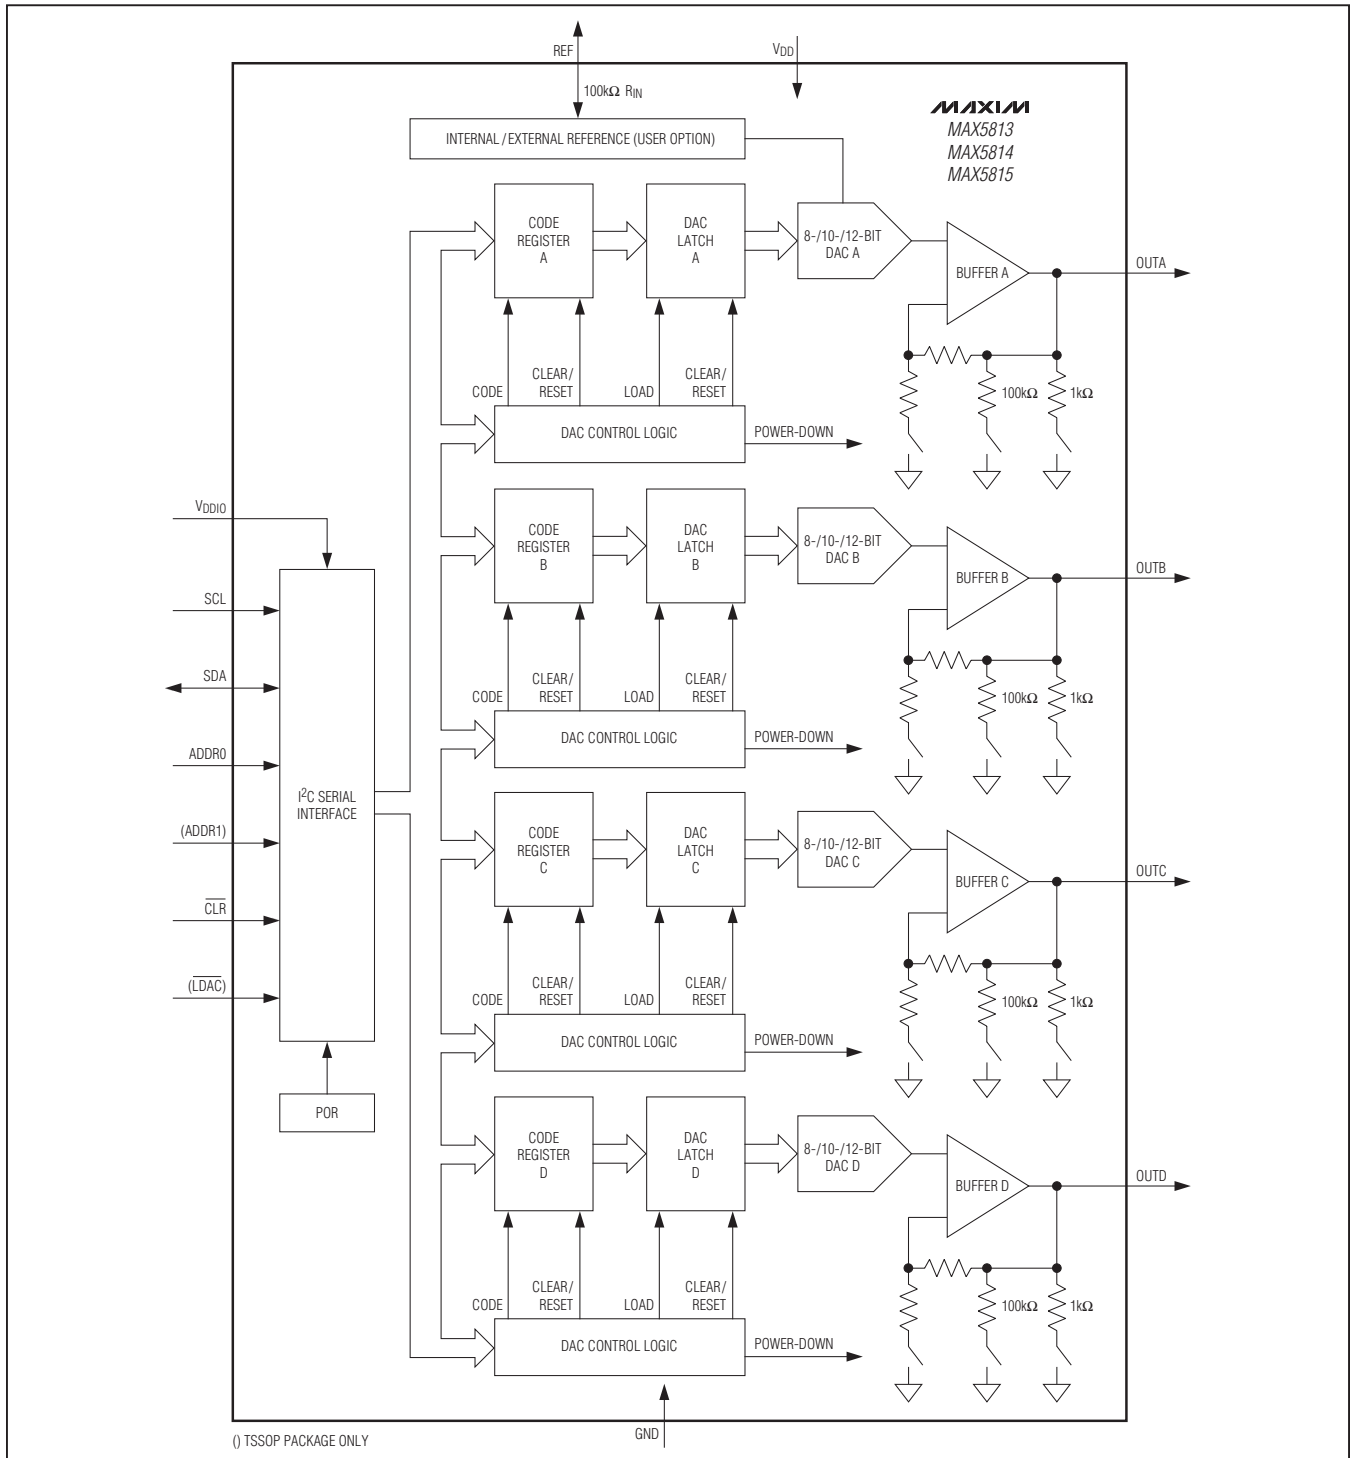 REF
VDD
100kΩ RIN
MAXIM
MAX5813
MAX5814
MAX5815
INTERNAL/EXTERNAL REFERENCE (USER OPTION)
CODE
REGISTER
A
DAC
LATCH
A
8-/10-/12-BIT
DAC A
BUFFER A
OUTA
CODE
CLEAR/
RESET
LOAD
CLEAR/
RESET
100kΩ
1kΩ
DAC CONTROL LOGIC
POWER-DOWN
CODE
REGISTER
B
DAC
LATCH
B
8-/10-/12-BIT
DAC B
BUFFER B
OUTB
CODE
CLEAR/
RESET
LOAD
CLEAR/
RESET
100kΩ
1kΩ
DAC CONTROL LOGIC
POWER-DOWN
VDDIO
SCL
SDA
ADDR0
(ADDR1)
CLR
(LDAC)
I2C SERIAL
INTERFACE
POR
CODE
REGISTER
C
DAC
LATCH
C
8-/10-/12-BIT
DAC C
BUFFER C
OUTC
CODE
CLEAR/
RESET
LOAD
CLEAR/
RESET
100kΩ
1kΩ
DAC CONTROL LOGIC
POWER-DOWN
CODE
REGISTER
D
DAC
LATCH
D
8-/10-/12-BIT
DAC D
BUFFER D
OUTD
CODE
CLEAR/
RESET
LOAD
CLEAR/
RESET
100kΩ
1kΩ
DAC CONTROL LOGIC
POWER-DOWN
GND
() TSSOP PACKAGE ONLY